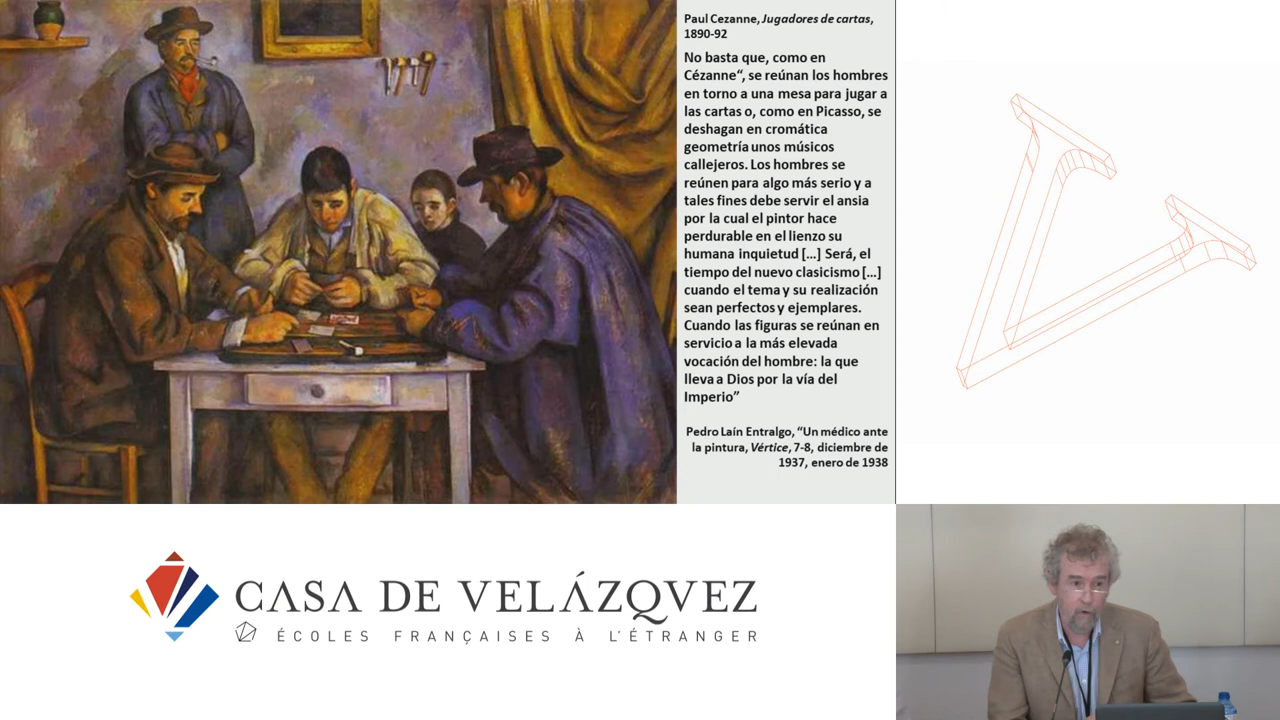 Paul Cezanne, Jugadores de cartas,
1890-92
No basta que, como en
Cézanne“, se reúnan los hombres
en torno a una mesa para jugar a
las cartas o, como en Picasso, se
deshagan en cromática
geometría unos músicos
callejeros. Los hombres se
reúnen para algo más serio y a
tales fines debe servir el ansia
por la cual el pintor hace
perdurable en el lienzo su
humana inquietud [...] Será, el
tiempo del nuevo clasicismo [...]
cuando el tema y su realización
sean perfectos y ejemplares.
Cuando las figuras se reúnan en
servicio a la más elevada
vocación del hombre: la que
lleva a Dios por la vía del
Imperio”
Pedro Laín Entralgo, “Un médico ante
la pintura, Vértice, 7-8, diciembre de
1937, enero de 1938
CASA DE VELÁZQVEZ
ÉCOLES FRANÇAISES À L'ÉTRANGER